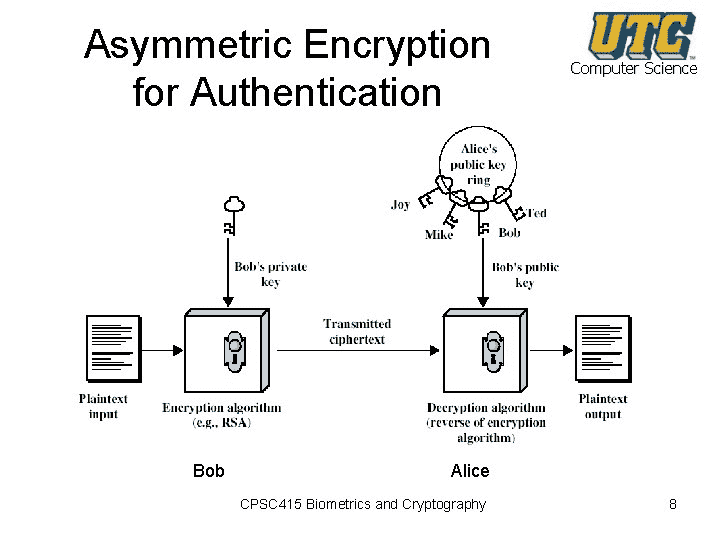 Asymmetric Encryption
for Authentication
UTC
Computer Science
Alice's
public key
ring
Joy
Mike
Bob
Ted
Bob's private
key
Bob's public
key
Transmitted
ciphertext
Plaintext
input
Encryption algorithm
(e.g., RSA)
Decryption algorithm
(reverse of encryption
algorithm)
Plaintext
output
Bob
Alice
CPSC415 Biometrics and Cryptography
8